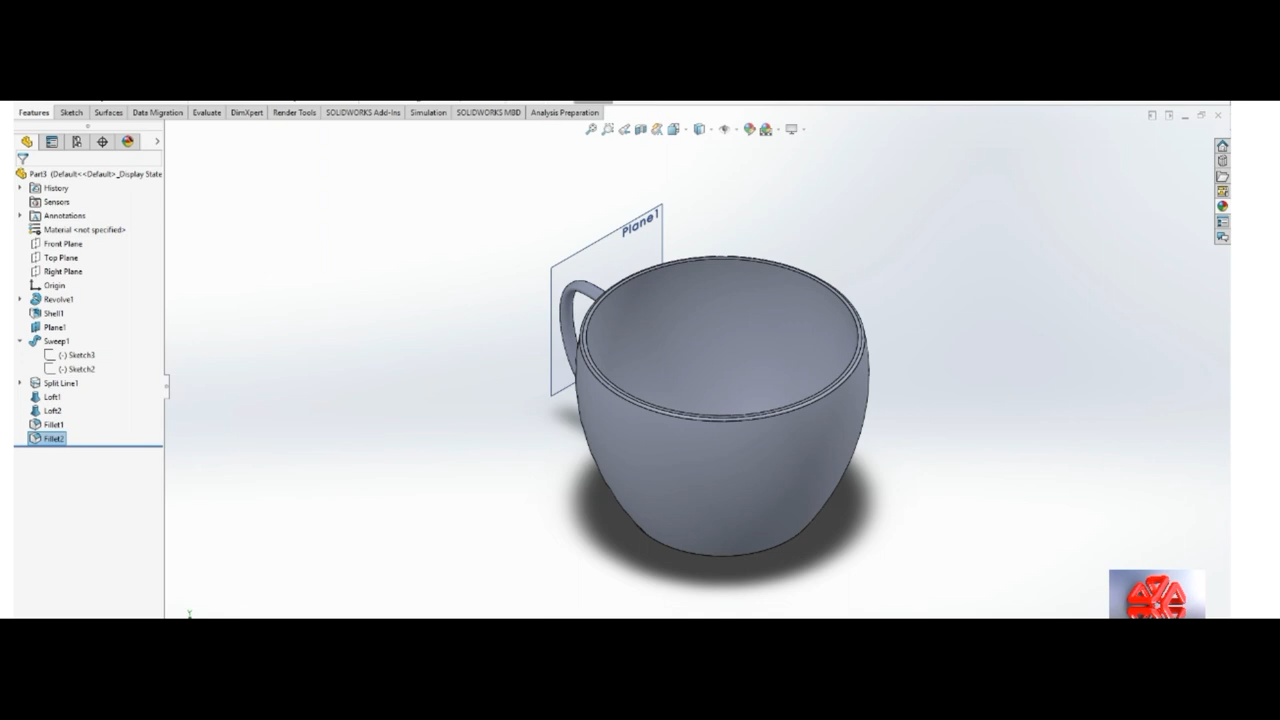 Features Sketch Surfaces Data Migration Evaluate DimXpert Render Tools SOLIDWORKS Add-Ins Simulation SOLIDWORKS MBD Analysis Preparation
Part3 (Default<<Default>_Display State
History
Sensors
Annotations
Material <not specified>
Front Plane
Top Plane
Right Plane
Origin
Revolve1
Shell1
Plane1
Sweep1
(-) Sketch3
(-) Sketch2
Split Line1
Loft1
Loft2
Fillet1
Fillet2
Plane1
Y